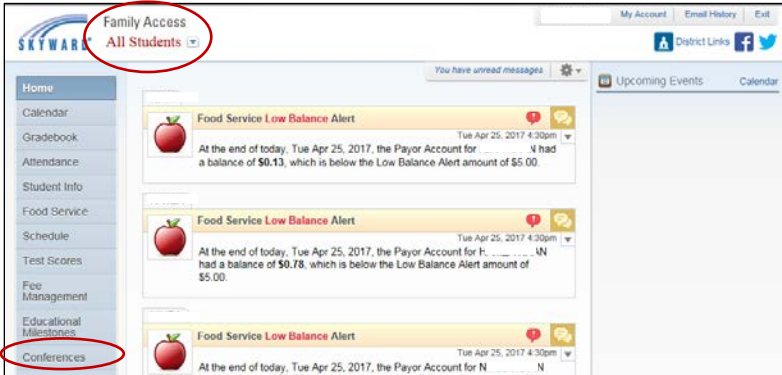 Family Access
My Account Email History Exit
SKYWARD
All Students
District Links
You have unread messages
Upcoming Events Calendar
Home
Calendar
Gradebook
Attendance
Student Info
Food Service
Schedule
Test Scores
Fee
Management
Educational
Milestones
Conferences
Food Service Low Balance Alert
Tue Apr 25, 2017 4:30pm
At the end of today, Tue Apr 25, 2017, the Payor Account for N had
a balance of $0.13, which is below the Low Balance Alert amount of $5.00.
Food Service Low Balance Alert
Tue Apr 25, 2017 4:30pm
At the end of today, Tue Apr 25, 2017, the Payor Account for H
had a balance of $0.78, which is below the Low Balance Alert amount of
$5.00.
Food Service Low Balance Alert
Tue Apr 25, 2017 4:30pm
At the end of today, Tue Apr 25, 2017, the Payor Account for N N